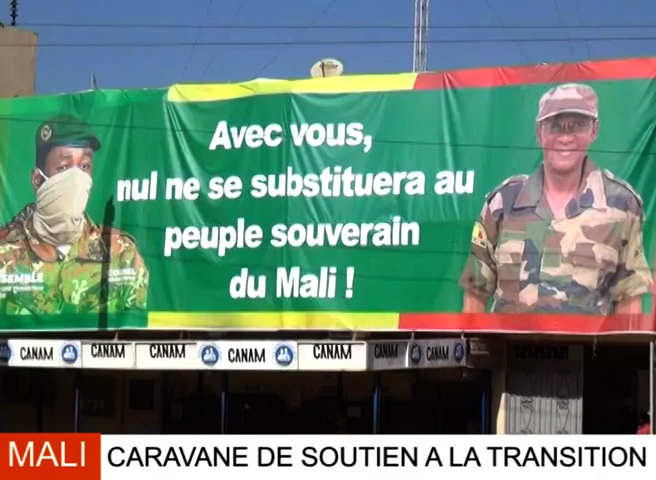 Avec vous,
nul ne se substituera au
peuple souverain
du Mali !
CANAM CANAM CANAM CANAM CANAM CANAM CANAM
MALI CARAVANE DE SOUTIEN A LA TRANSITION